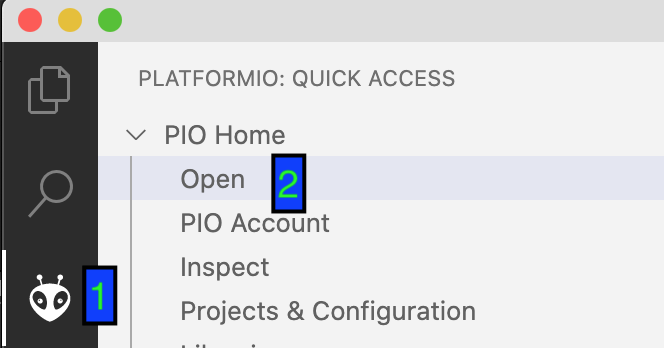 PLATFORMIO: QUICK ACCESS
PIO Home
Open 2
PIO Account
Inspect
1
Projects & Configuration